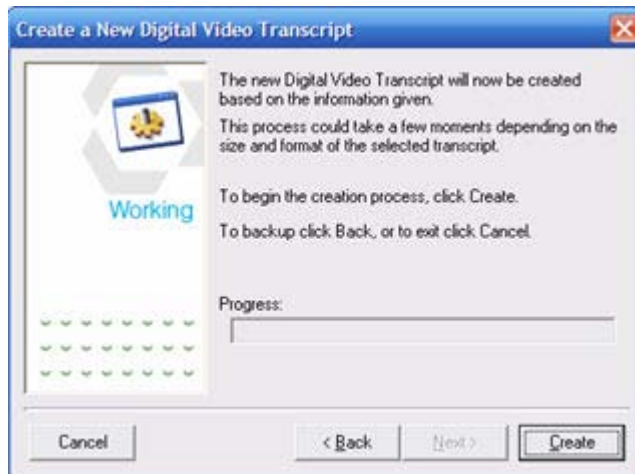 Create a New Digital Video Transcript
The new Digital Video Transcript will now be created
based on the information given.
This process could take a few moments depending on the
size and format of the selected transcript.
To begin the creation process, click Create.
Working
To backup click Back, or to exit click Cancel.
Progress:
Cancel
< Back
Next >
Create